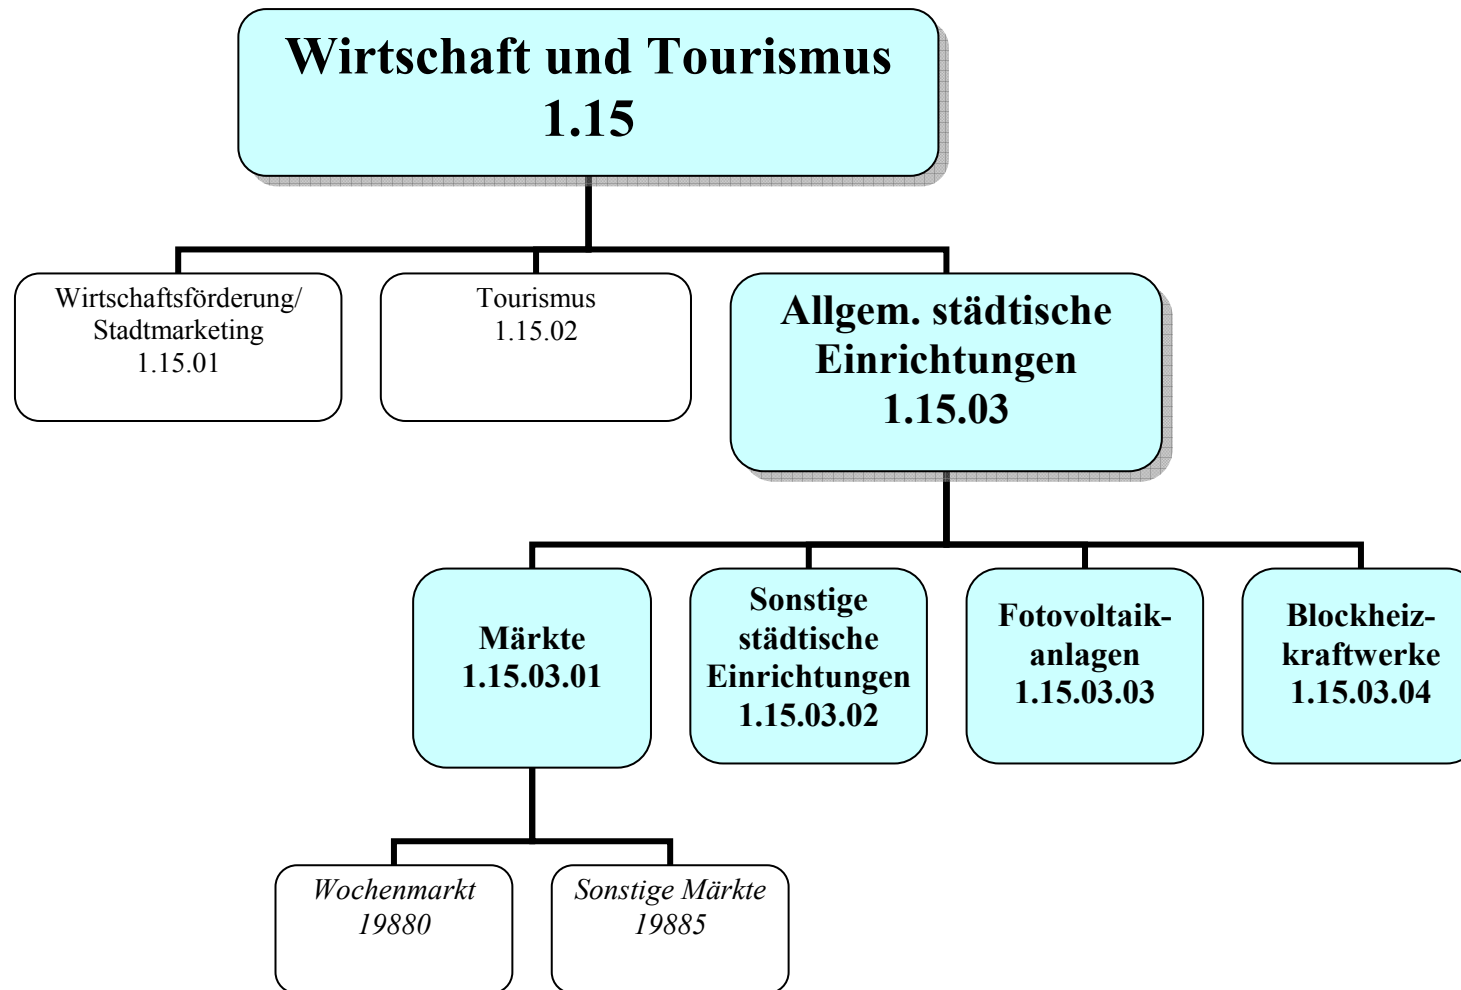 Wirtschaft und Tourismus
1.15
Wirtschaftsförderung/
Stadtmarketing
1.15.01
Tourismus
1.15.02
Allgem. städtische
Einrichtungen
1.15.03
Märkte
1.15.03.01
Sonstige
städtische
Einrichtungen
1.15.03.02
Fotovoltaik-
anlagen
1.15.03.03
Blockheiz-
kraftwerke
1.15.03.04
Wochenmarkt
19880
Sonstige Märkte
19885